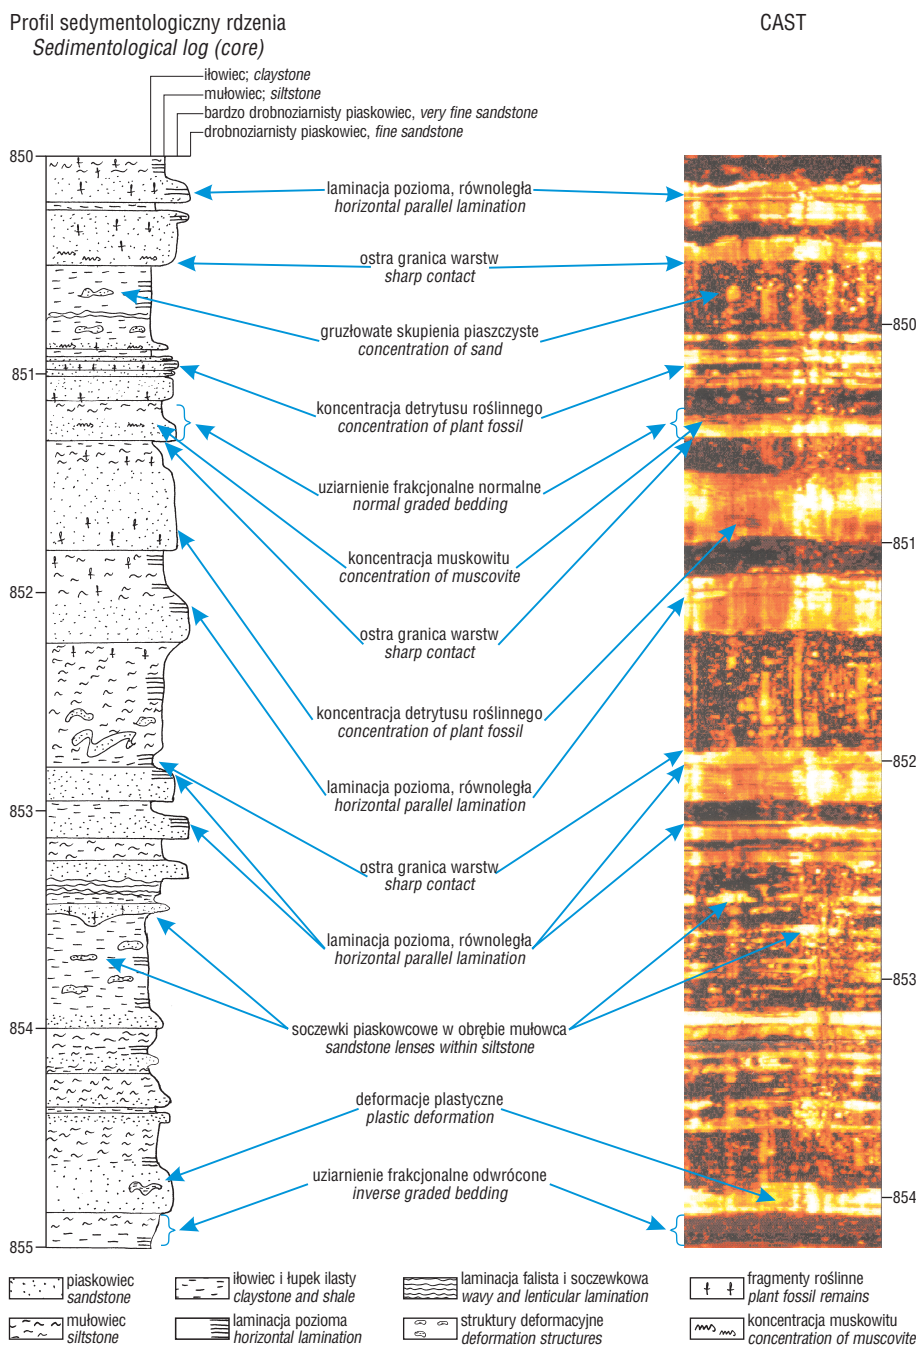 Profil sedymentologiczny rdzenia
Sedimentological log (core)
CAST
iłowiec; claystone
mułowiec; siltstone
bardzo drobnoziarnisty piaskowiec, very fine sandstone
drobnoziarnisty piaskowiec, fine sandstone
850
laminacja pozioma, równoległa
horizontal parallel lamination
ostra granica warstw
sharp contact
gruzłowate skupienia piaszczyste
concentration of sand
850
851
koncentracja detrytusu roślinnego
concentration of plant fossil
uziarnienie frakcjonalne normalne
normal graded bedding
851
koncentracja muskowitu
concentration of muscovite
852
ostra granica warstw
sharp contact
koncentracja detrytusu roślinnego
concentration of plant fossil
852
laminacja pozioma, równoległa
horizontal parallel lamination
853
ostra granica warstw
sharp contact
laminacja pozioma, równoległa
horizontal parallel lamination
853
854
soczewki piaskowcowe w obrębie mułowca
sandstone lenses within siltstone
deformacje plastyczne
plastic deformation
uziarnienie frakcjonalne odwrócone
inverse graded bedding
854
855
piaskowiec
sandstone
iłowiec i łupek ilasty
claystone and shale
laminacja falista i soczewkowa
wavy and lenticular lamination
fragmenty roślinne
plant fossil remains
mułowiec
siltstone
laminacja pozioma
horizontal lamination
struktury deformacyjne
deformation structures
koncentracja muskowitu
concentration of muscovite